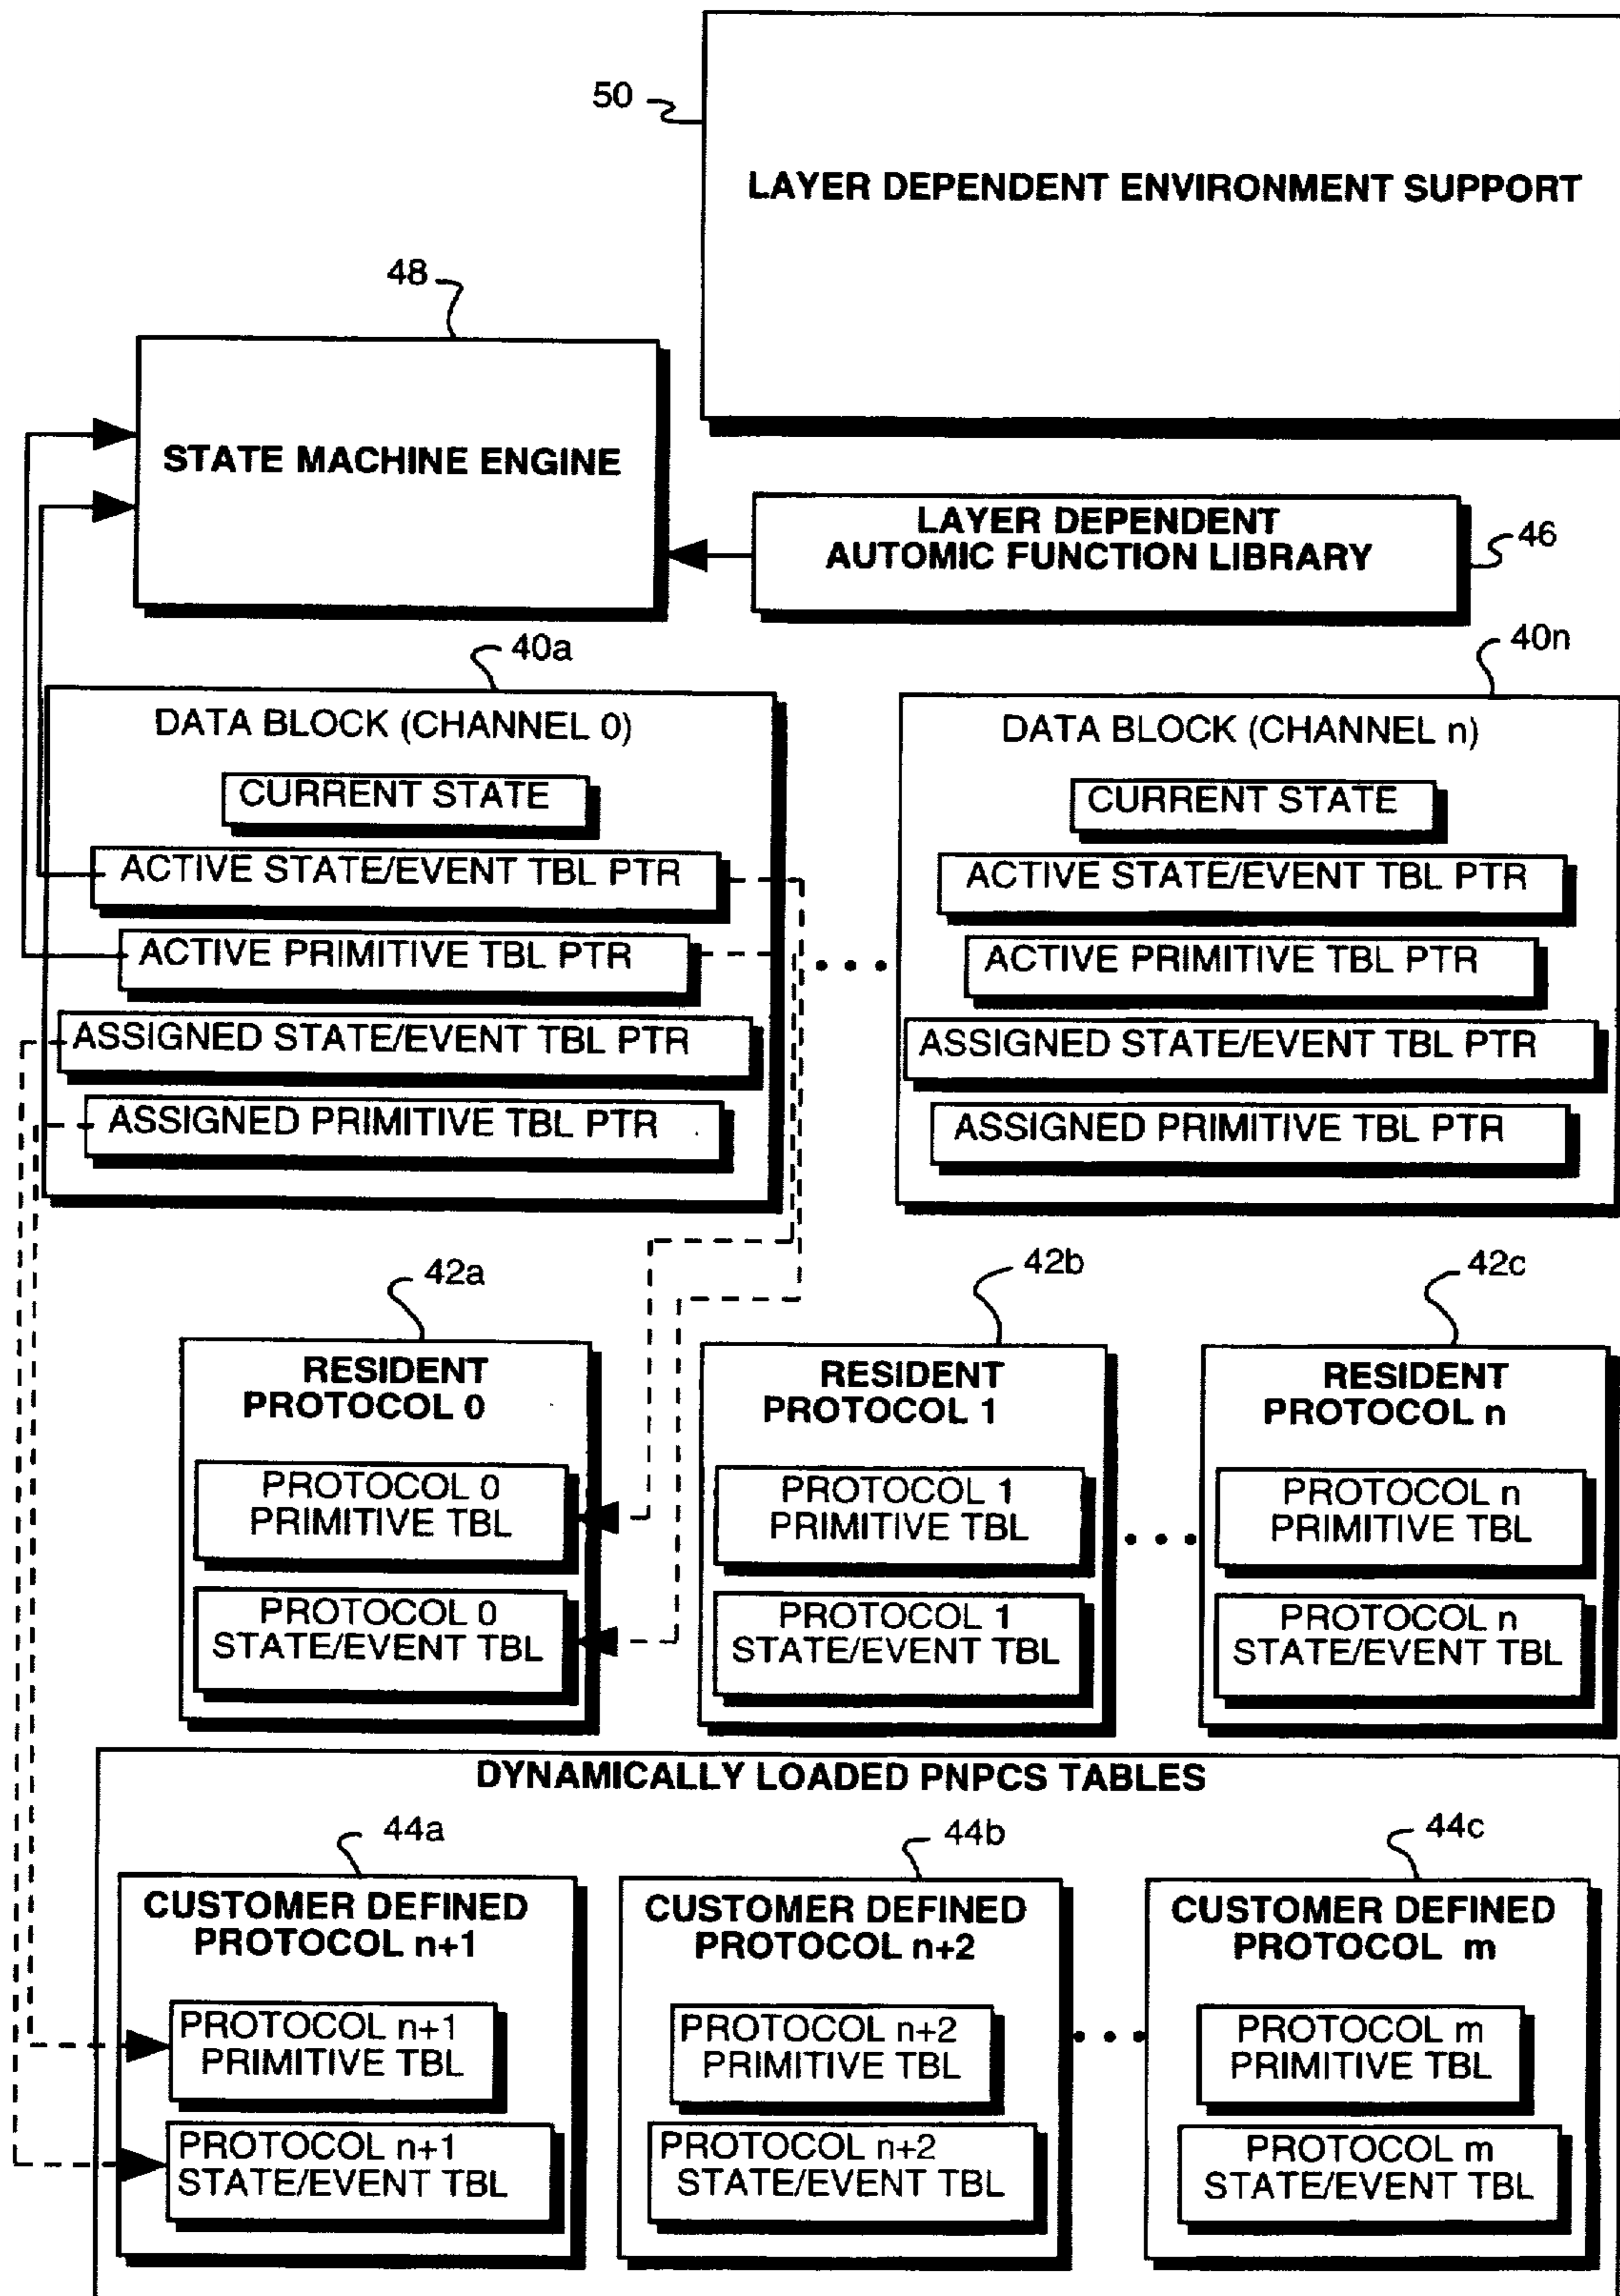 50
LAYER DEPENDENT ENVIRONMENT SUPPORT
48
STATE MACHINE ENGINE
LAYER DEPENDENT
AUTOMIC FUNCTION LIBRARY
46
40a
DATA BLOCK (CHANNEL 0)
CURRENT STATE
ACTIVE STATE/EVENT TBL PTR
ACTIVE PRIMITIVE TBL PTR
ASSIGNED STATE/EVENT TBL PTR
ASSIGNED PRIMITIVE TBL PTR
40n
DATA BLOCK (CHANNEL n)
CURRENT STATE
ACTIVE STATE/EVENT TBL PTR
ACTIVE PRIMITIVE TBL PTR
ASSIGNED STATE/EVENT TBL PTR
ASSIGNED PRIMITIVE TBL PTR
42a
RESIDENT
PROTOCOL 0
PROTOCOL 0
PRIMITIVE TBL
PROTOCOL 0
STATE/EVENT TBL
42b
RESIDENT
PROTOCOL 1
PROTOCOL 1
PRIMITIVE TBL
PROTOCOL 1
STATE/EVENT TBL
42c
RESIDENT
PROTOCOL n
PROTOCOL n
PRIMITIVE TBL
PROTOCOL n
STATE/EVENT TBL
DYNAMICALLY LOADED PNPCS TABLES
44a
CUSTOMER DEFINED
PROTOCOL n+1
PROTOCOL n+1
PRIMITIVE TBL
PROTOCOL n+1
STATE/EVENT TBL
44b
CUSTOMER DEFINED
PROTOCOL n+2
PROTOCOL n+2
PRIMITIVE TBL
PROTOCOL n+2
STATE/EVENT TBL
44c
CUSTOMER DEFINED
PROTOCOL m
PROTOCOL m
PRIMITIVE TBL
PROTOCOL m
STATE/EVENT TBL